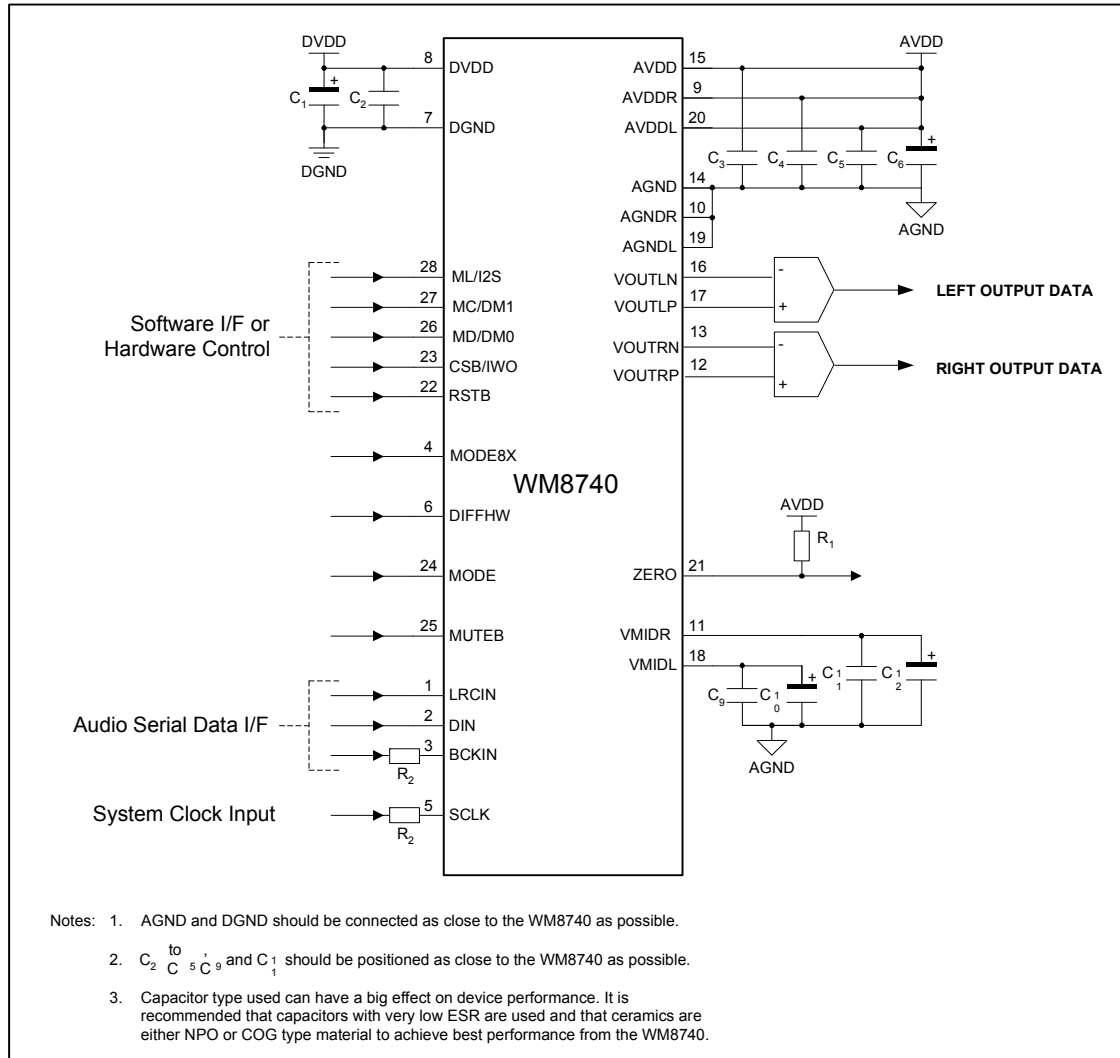 DVDD
8 DVDD
+
C1 C2
7 DGND
DGND
AVDD
AVDD 15
AVDDR 9
AVDDL 20
+
C3 C4 C5 C6
AGND 14
AGNDR 10
AGNDL 19
AGND
VOUTLN 16 -
VOUTLP 17 +
LEFT OUTPUT DATA
VOUTRN 13 -
VOUTRP 12 +
RIGHT OUTPUT DATA
Software I/F or
Hardware Control
28 ML/I2S
27 MC/DM1
26 MD/DM0
23 CSB/IWO
22 RSTB
4 MODE8X
WM8740
6 DIFFHW
24 MODE
25 MUTEB
AVDD
R1
ZERO 21
VMIDR 11
VMIDL 18
+ +
C9 C10 C11 C12
AGND
Audio Serial Data I/F
1 LRCIN
2 DIN
3 BCKIN
R2
System Clock Input
5 SCLK
R2
Notes: 1. AGND and DGND should be connected as close to the WM8740 as possible.
2. C2 to C5, C9 and C11 should be positioned as close to the WM8740 as possible.
3. Capacitor type used can have a big effect on device performance. It is
recommended that capacitors with very low ESR are used and that ceramics are
either NPO or COG type material to achieve best performance from the WM8740.